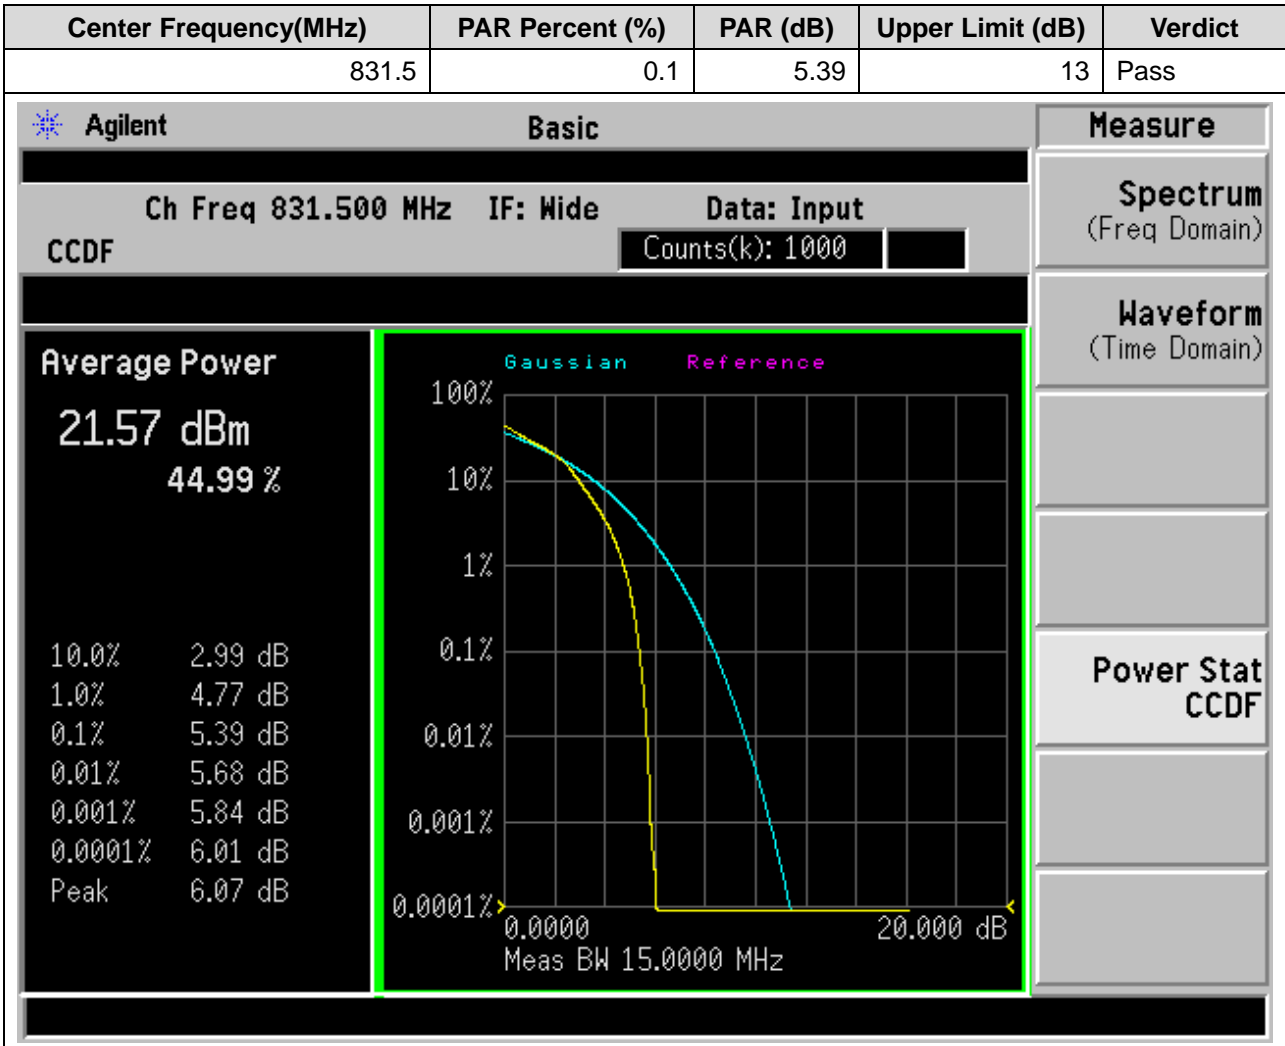 Center Frequency(MHz) PAR Percent (%) PAR (dB) Upper Limit (dB) Verdict
831.5 0.1 5.39 13 Pass
Agilent Basic Measure
Ch Freq 831.500 MHz IF: Wide Data: Input
CCDF Counts(k): 1000
Spectrum
(Freq Domain)
Waveform
(Time Domain)
Power Stat
CCDF
Average Power
21.57 dBm
44.99 %
10.0% 2.99 dB
1.0% 4.77 dB
0.1% 5.39 dB
0.01% 5.68 dB
0.001% 5.84 dB
0.0001% 6.01 dB
Peak 6.07 dB
Gaussian Reference
100%
10%
1%
0.1%
0.01%
0.001%
0.0001%
0.0000 20.000 dB
Meas BW 15.0000 MHz